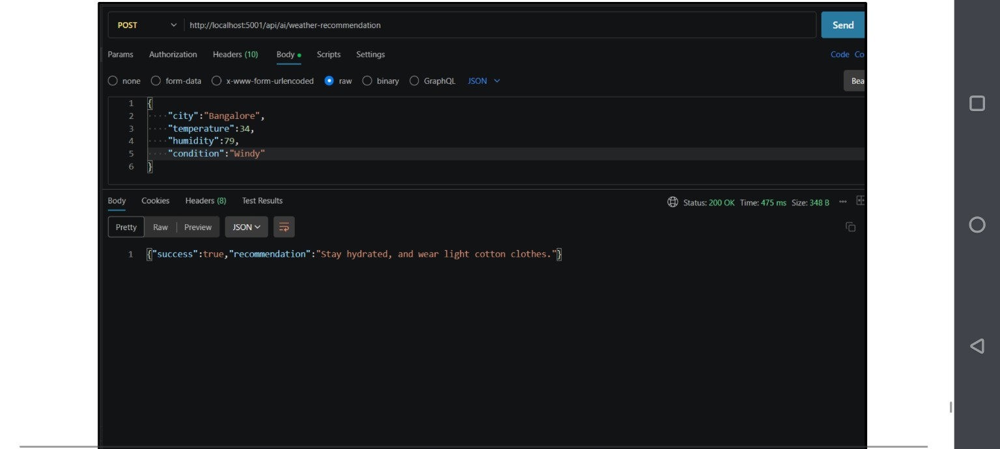 POST http://localhost:5001/api/ai/weather-recommendation Send
Params Authorization Headers (10) Body Scripts Settings Code Co
none form-data x-www-form-urlencoded raw binary GraphQL JSON Bea
1 {
2 "city":"Bangalore",
3 "temperature":34,
4 "humidity":79,
5 "condition":"Windy"
6 }
Body Cookies Headers (8) Test Results Status: 200 OK Time: 475 ms Size: 348 B
Pretty Raw Preview JSON
1 {"success":true,"recommendation":"Stay hydrated, and wear light cotton clothes."}